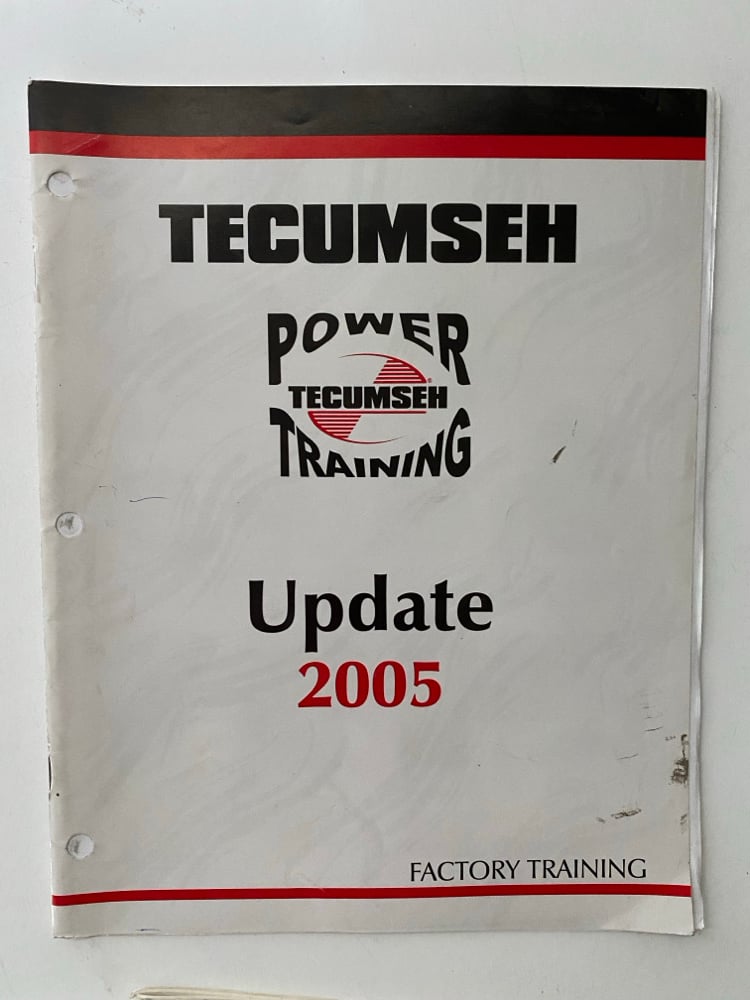 TECUMSEH
POWER
TECUMSEH®
TRAINING
Update
2005
FACTORY TRAINING